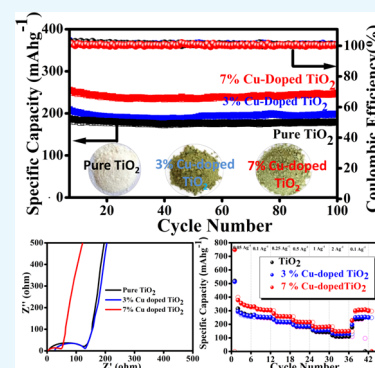 Specific Capacity (mAhg⁻¹)
400
300
200
100
0
7% Cu-Doped TiO₂
3% Cu-Doped TiO₂
Pure TiO₂
Pure TiO₂
3% Cu-doped
TiO₂
7% Cu-doped
TiO₂
100
80
60
40
20
0
Coulombic Efficiency(%)
20 40 60 80 100
Cycle Number
Z'' (ohm)
500
400
300
200
100
0
Pure TiO₂
3% Cu doped TiO₂
7% Cu doped TiO₂
0 100 200 300 400 500
Z' (ohm)
Specific Capacity (mAhg⁻¹)
800
700
600
500
400
300
200
100
0
0.1 Ag⁻¹ 0.25 Ag⁻¹ 0.5 Ag⁻¹ 1 Ag⁻¹ 2 Ag⁻¹ 0.1 Ag⁻¹
TiO₂
3 % Cu-doped TiO₂
7 % Cu-dopedTiO₂
0 6 12 18 24 30 36 42
Cycle Number